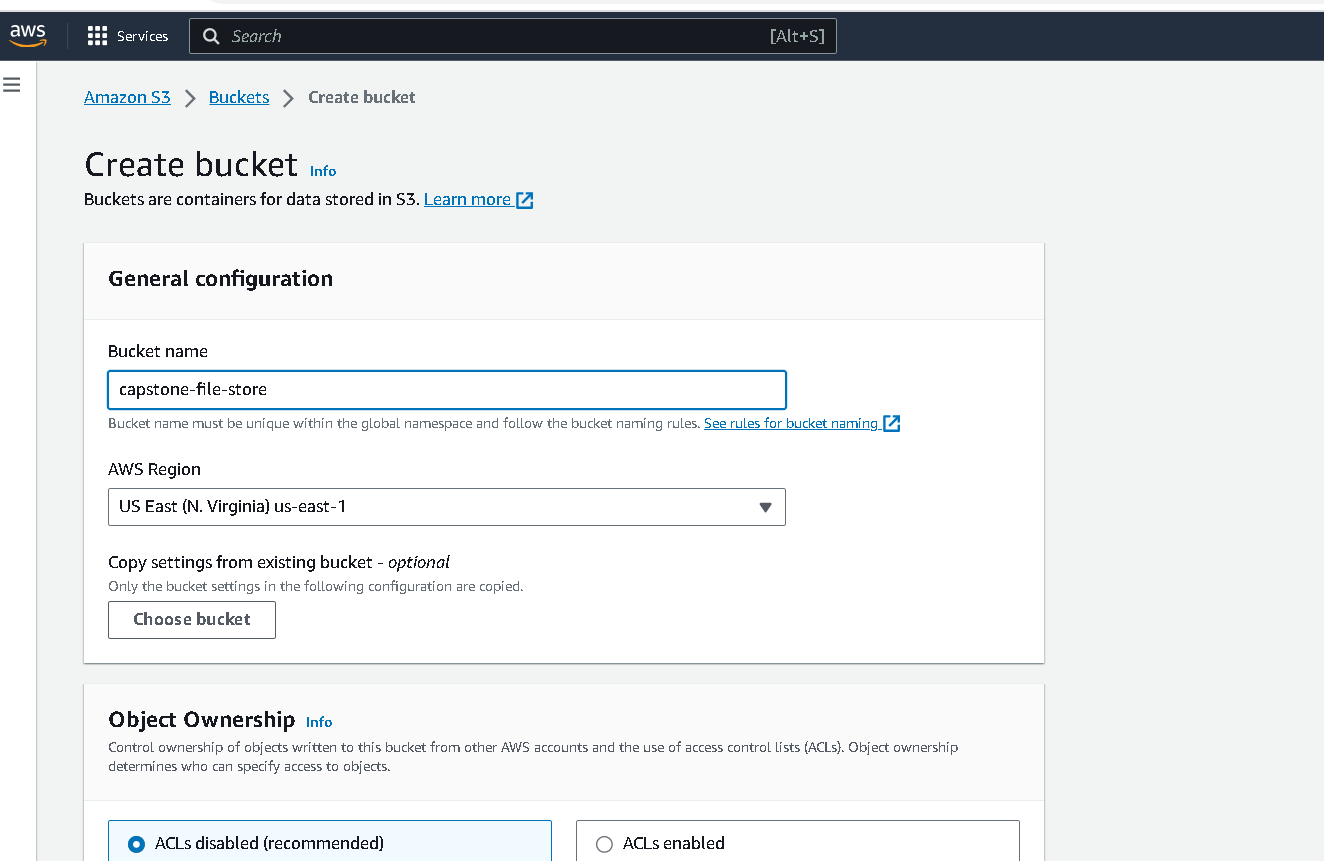 aws Services Search [Alt+S]
Amazon S3 Buckets Create bucket
Create bucket Info
Buckets are containers for data stored in S3. Learn more
General configuration
Bucket name
capstone-file-store
Bucket name must be unique within the global namespace and follow the bucket naming rules. See rules for bucket naming
AWS Region
US East (N. Virginia) us-east-1
Copy settings from existing bucket - optional
Only the bucket settings in the following configuration are copied.
Choose bucket
Object Ownership Info
Control ownership of objects written to this bucket from other AWS accounts and the use of access control lists (ACLs). Object ownership
determines who can specify access to objects.
ACLs disabled (recommended) ACLs enabled